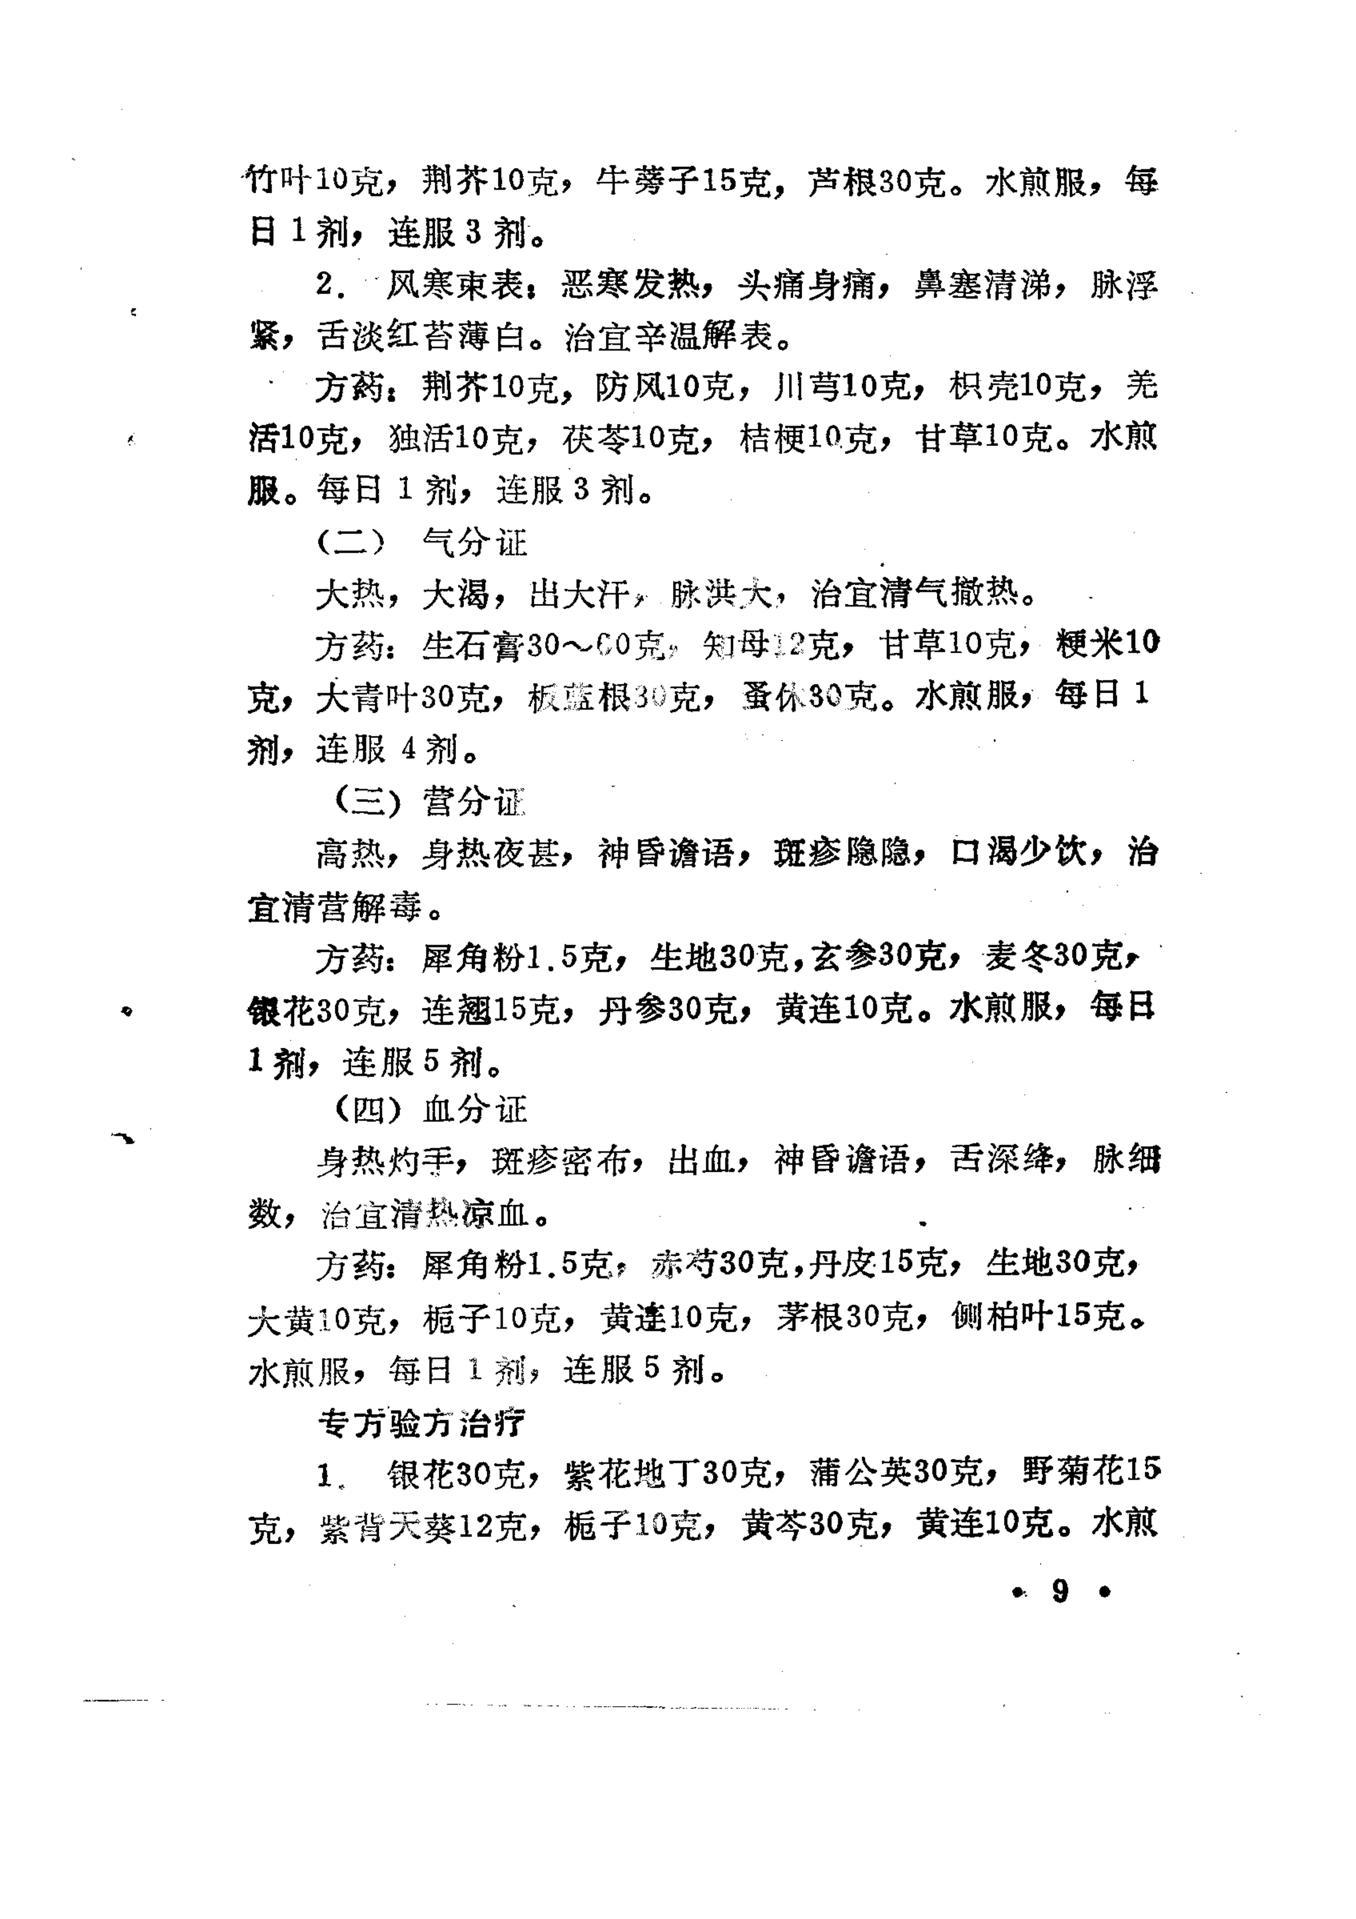 竹叶10克，荆芥10克，牛蒡子15克，芦根30克。水煎服，每
日1剂，连服3剂。
2. 风寒束表：恶寒发热，头痛身痛，鼻塞清涕，脉浮
紧，舌淡红苔薄白。治宜辛温解表。
方药：荆芥10克，防风10克，川芎10克，枳壳10克，羌
活10克，独活10克，茯苓10克，桔梗10克，甘草10克。水煎
服。每日1剂，连服3剂。
（二） 气分证
大热，大渴，出大汗，脉洪大，治宜清气撤热。
方药：生石膏30～60克，知母12克，甘草10克，粳米10
克，大青叶30克，板蓝根30克，蚤休30克。水煎服，每日1
剂，连服4剂。
（三）营分证
高热，身热夜甚，神昏谵语，斑疹隐隐，口渴少饮，治
宜清营解毒。
方药：犀角粉1.5克，生地30克，玄参30克，麦冬30克，
银花30克，连翘15克，丹参30克，黄连10克。水煎服，每日
1剂，连服5剂。
（四）血分证
身热灼手，斑疹密布，出血，神昏谵语，舌深绛，脉细
数，治宜清热凉血。
方药：犀角粉1.5克，赤芍30克，丹皮15克，生地30克，
大黄10克，栀子10克，黄连10克，茅根30克，侧柏叶15克。
水煎服，每日1剂，连服5剂。
专方验方治疗
1. 银花30克，紫花地丁30克，蒲公英30克，野菊花15
克，紫背天葵12克，栀子10克，黄芩30克，黄连10克。水煎
• 9 •